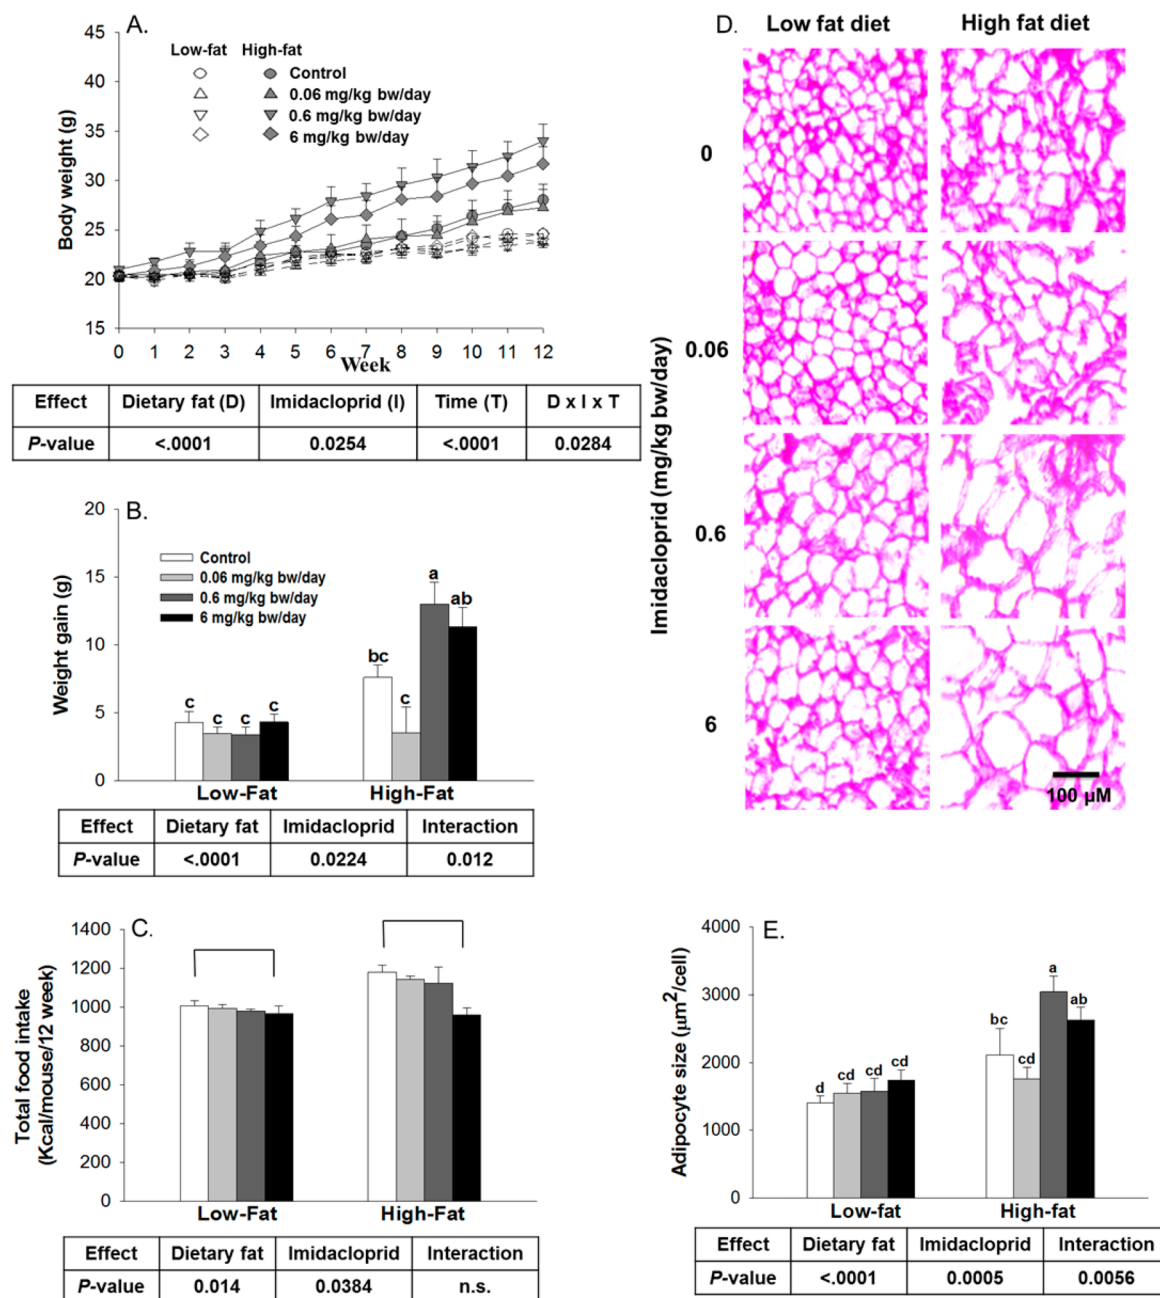 A.
45
40
35
30
25
20
15
Body weight (g)
Low-fat High-fat
Control
0.06 mg/kg bw/day
0.6 mg/kg bw/day
6 mg/kg bw/day
0 1 2 3 4 5 6 7 8 9 10 11 12
Week
Effect Dietary fat (D) Imidacloprid (I) Time (T) D x I x T
P-value <.0001 0.0254 <.0001 0.0284
B.
20
15
10
5
0
Weight gain (g)
Control
0.06 mg/kg bw/day
0.6 mg/kg bw/day
6 mg/kg bw/day
c c c c bc c a ab
Low-Fat High-Fat
Effect Dietary fat Imidacloprid Interaction
P-value <.0001 0.0224 0.012
C.
1400
1200
1000
800
600
400
200
0
Total food intake
(Kcal/mouse/12 week)
Low-Fat High-Fat
Effect Dietary fat Imidacloprid Interaction
P-value 0.014 0.0384 n.s.
D.
Low fat diet High fat diet
Imidacloprid (mg/kg bw/day)
0
0.06
0.6
6
100 μM
E.
4000
3000
2000
1000
0
Adipocyte size (μm²/cell)
d cd cd cd bc cd a ab
Low-fat High-fat
Effect Dietary fat Imidacloprid Interaction
P-value <.0001 0.0005 0.0056